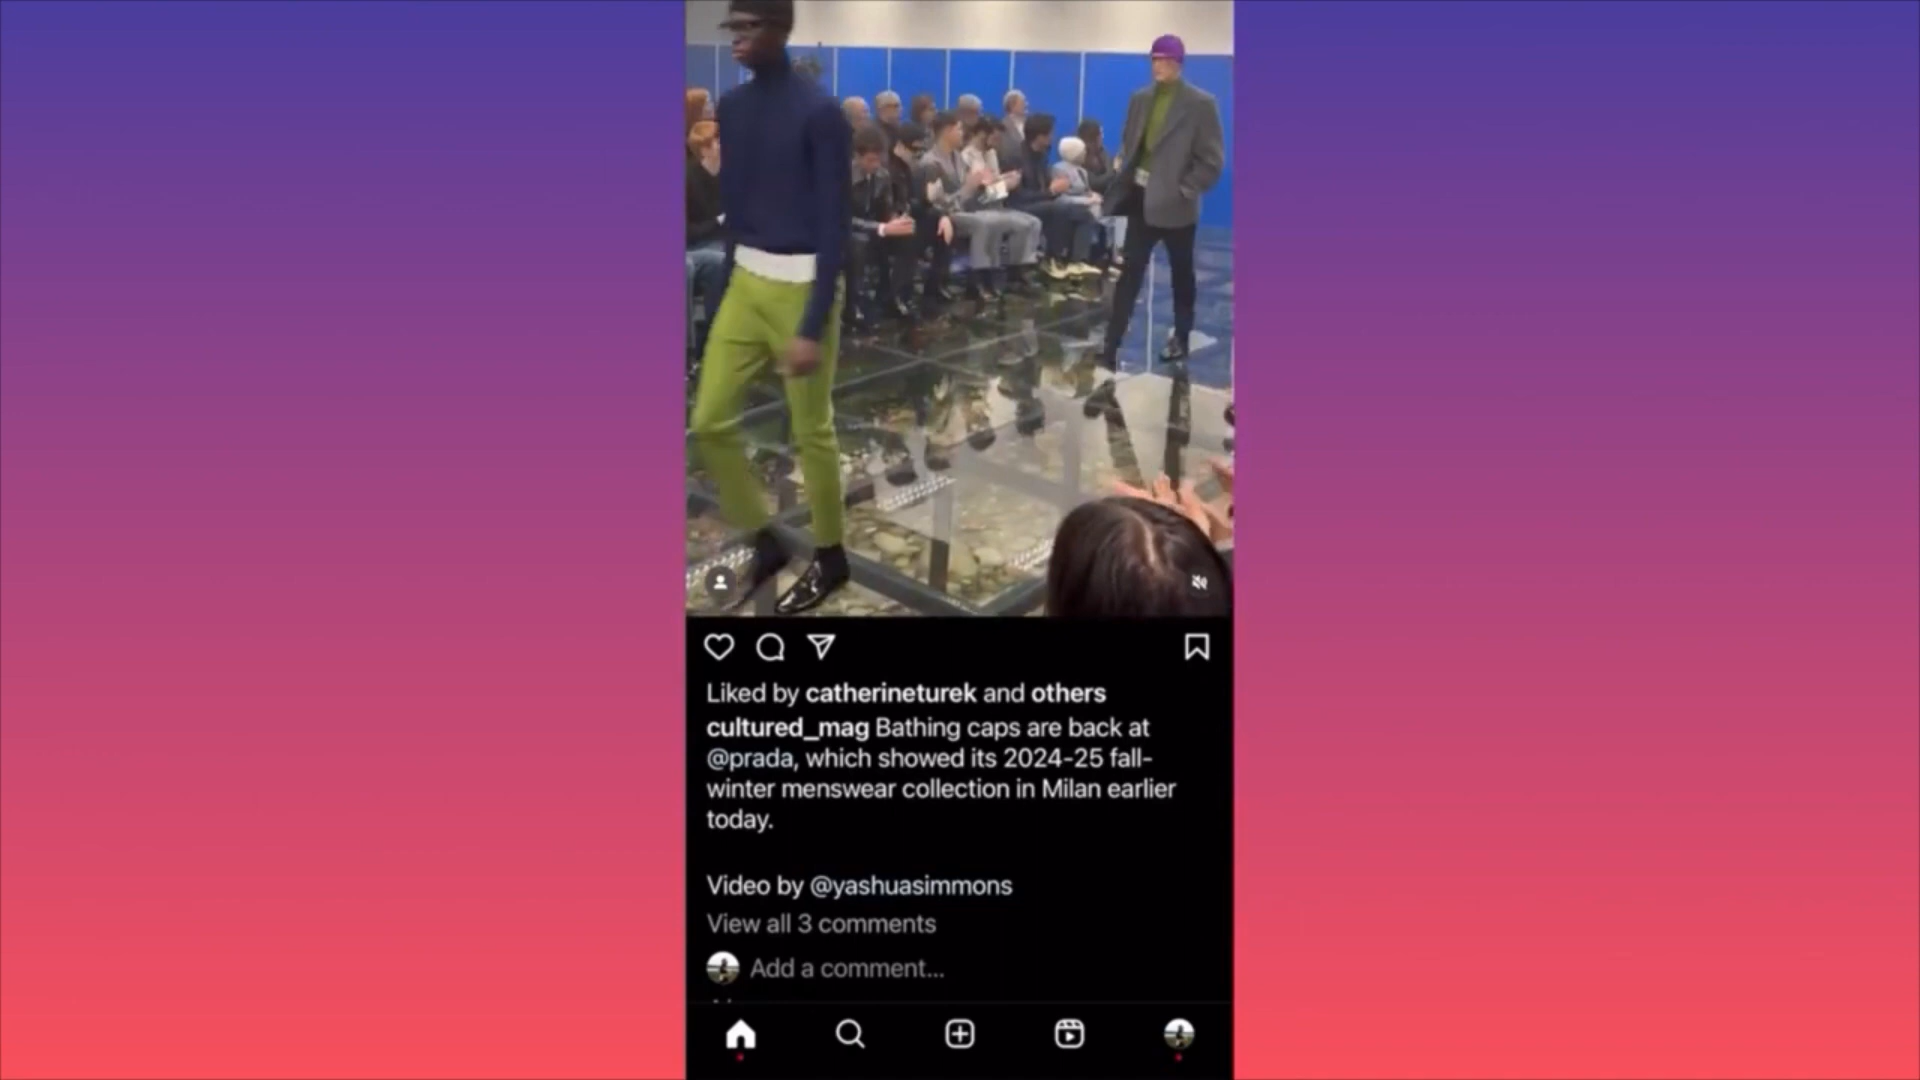 Liked by catherineturek and others
cultured_mag Bathing caps are back at
@prada, which showed its 2024-25 fall-
winter menswear collection in Milan earlier
today.
Video by @yashuasimmons
View all 3 comments
Add a comment...